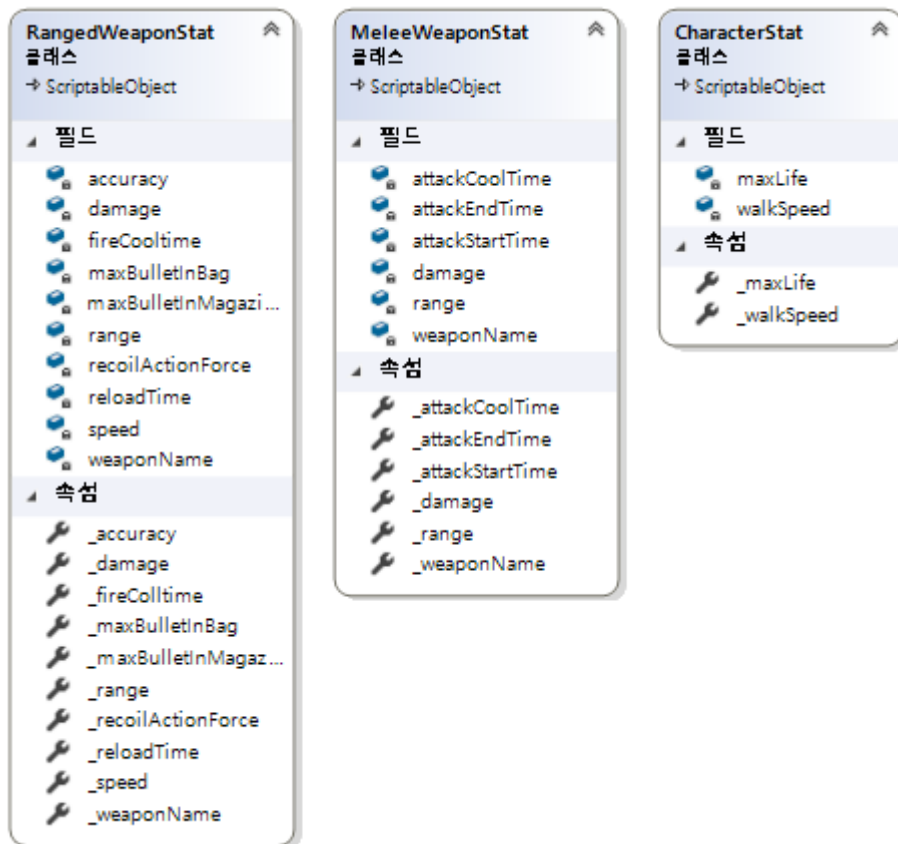 RangedWeaponStat
클래스
ScriptableObject
필드
accuracy
damage
fireCooltime
maxBulletInBag
maxBulletInMagazi...
range
recoilActionForce
reloadTime
speed
weaponName
속성
_accuracy
_damage
_fireColltime
_maxBulletInBag
_maxBulletInMagaz...
_range
_recoilActionForce
_reloadTime
_speed
_weaponName
MeleeWeaponStat
클래스
ScriptableObject
필드
attackCoolTime
attackEndTime
attackStartTime
damage
range
weaponName
속성
_attackCoolTime
_attackEndTime
_attackStartTime
_damage
_range
_weaponName
CharacterStat
클래스
ScriptableObject
필드
maxLife
walkSpeed
속성
_maxLife
_walkSpeed